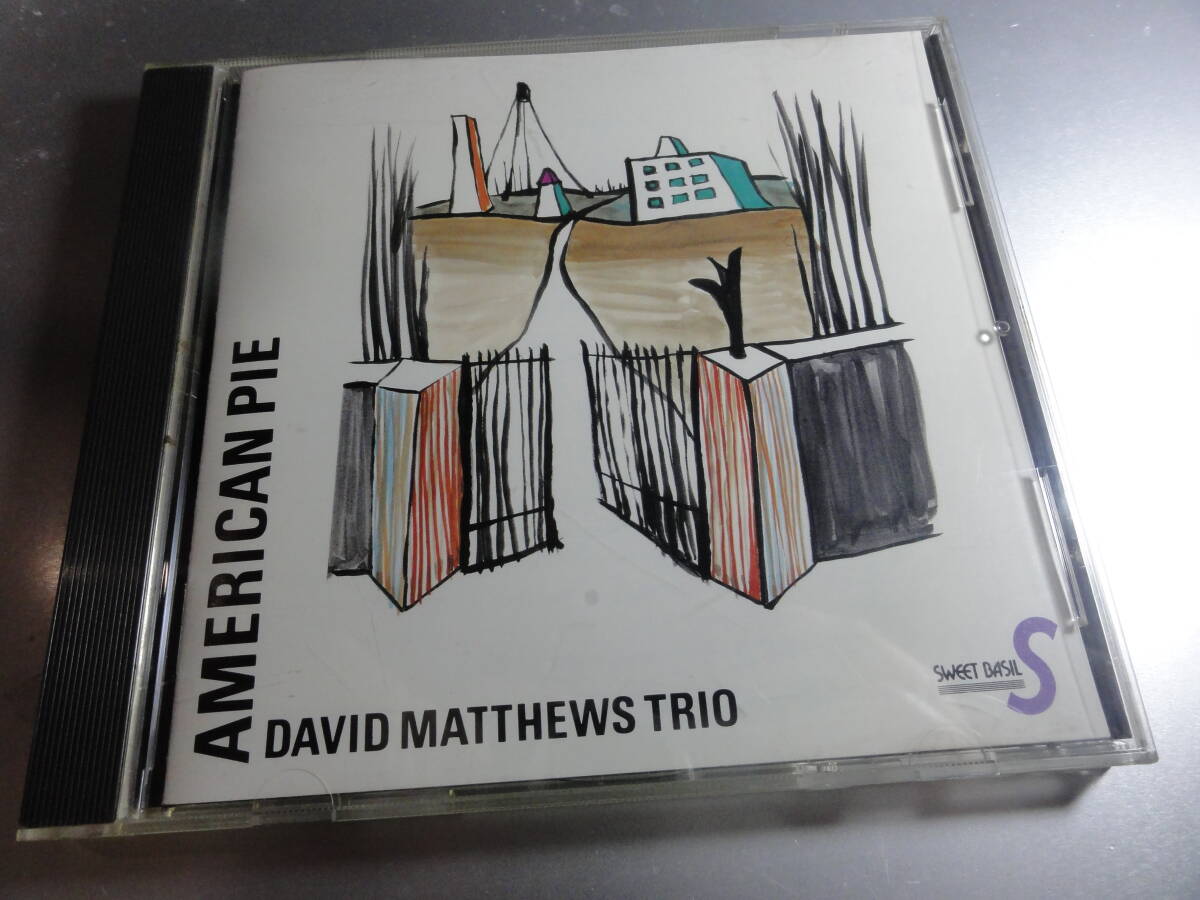 AMERICAN PIE
DAVID MATTHEWS TRIO
SWEET BASIL S